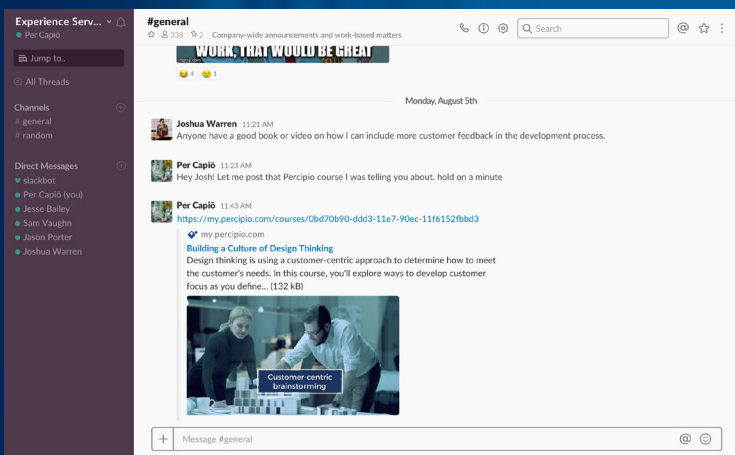 Experience Serv...
Per Capiō
Jump to..
All Threads
Channels
# general
# random
Direct Messages
slackbot
Per Capiō (you)
Jesse Bailey
Sam Vaughn
Jason Porter
Joshua Warren
#general
338 2 Company-wide announcements and work-based matters
Search
WORK, THAT WOULD BE GREAT
4 1
Monday, August 5th
Joshua Warren 11:21 AM
Anyone have a good book or video on how I can include more customer feedback in the development process.
Per Capiō 11:23 AM
Hey Josh! Let me post that Percipio course I was telling you about. hold on a minute
Per Capiō 11:43 AM
https://my.percipio.com/courses/0bd70b90-ddd3-11e7-90ec-11f6152fbbd3
my.percipio.com
Building a Culture of Design Thinking
Design thinking is using a customer-centric approach to determine how to meet
the customer's needs. In this course, you'll explore ways to develop customer
focus as you define... (132 kB)
Customer-centric
brainstorming
Message #general